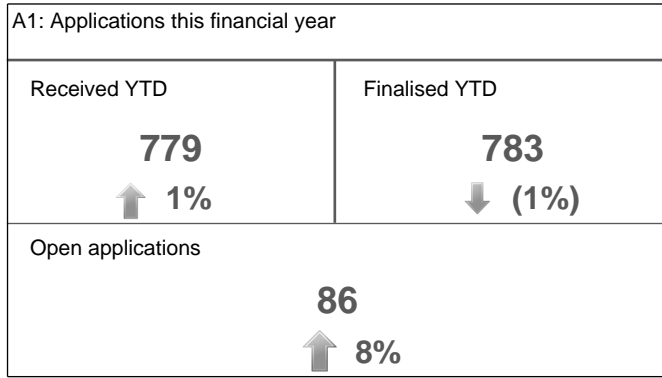 A1: Applications this financial year
Received YTD
779
1%
Finalised YTD
783
(1%)
Open applications
86
8%